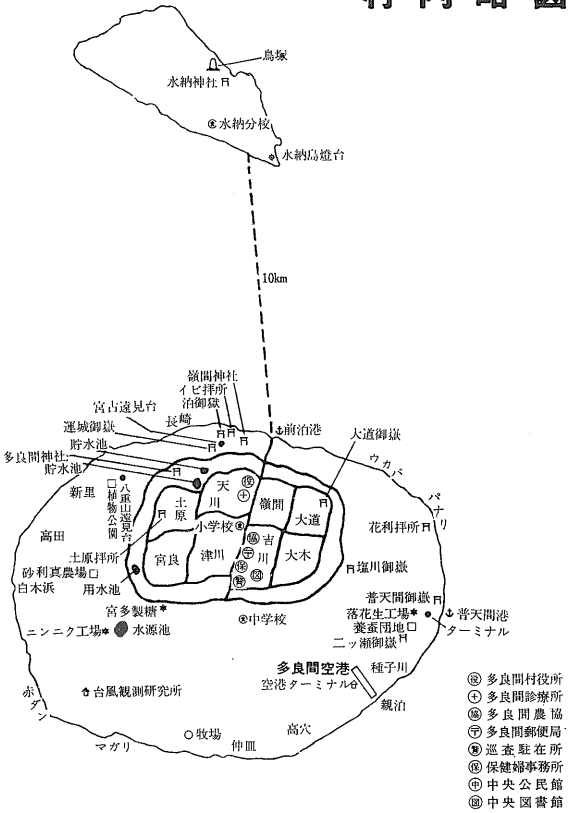 村内略図
鳥塚
水納神社
水納分校
水納島燈台
10km
嶺間神社
イビ拝所
泊御嶽
宮古遠見台
長崎
運城御嶽
前泊港
大道御嶽
貯水池
多良間神社
貯水池
ウカバ
パナリ
新里
植物公園
八重山遠見台
天川
役
嶺間
土原
大道
高田
小学校
協
吉川
花利拝所
土原拝所
宮良
津川
〒
大木
保
図
警
塩川御嶽
砂利真農場
白木浜
用水池
普天間御嶽
宮多製糖
中学校
落花生工場
普天間港
ターミナル
ニンニク工場
水源池
養蚕団地
二ッ瀬御嶽
多良間空港
空港ターミナル
種子川
親泊
赤ダン
台風観測研究所
牧場
高穴
仲皿
マガリ
役 多良間村役所
多良間診療所
協 多良間農協
〒 多良間郵便局
警 巡査駐在所
保 保健婦事務所
中 中央公民館
図 中央図書館